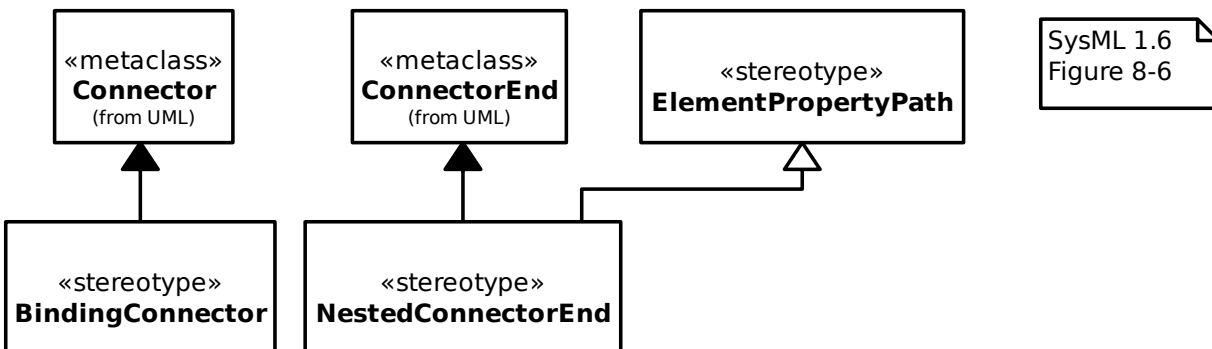 «metaclass»
Connector
(from UML)
«metaclass»
ConnectorEnd
(from UML)
«stereotype»
ElementPropertyPath
SysML 1.6
Figure 8-6
«stereotype»
BindingConnector
«stereotype»
NestedConnectorEnd